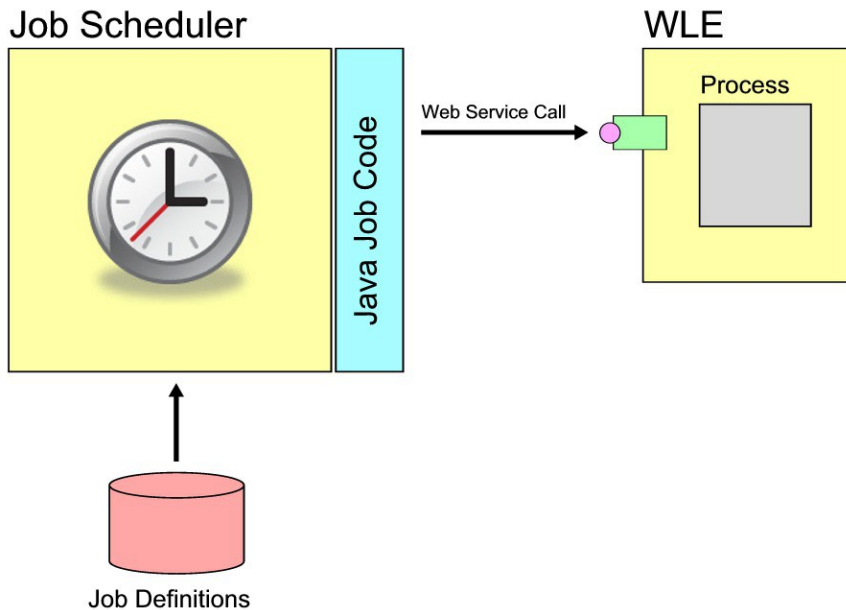 Job Scheduler
WLE
Java Job Code
Web Service Call
Process
Job Definitions